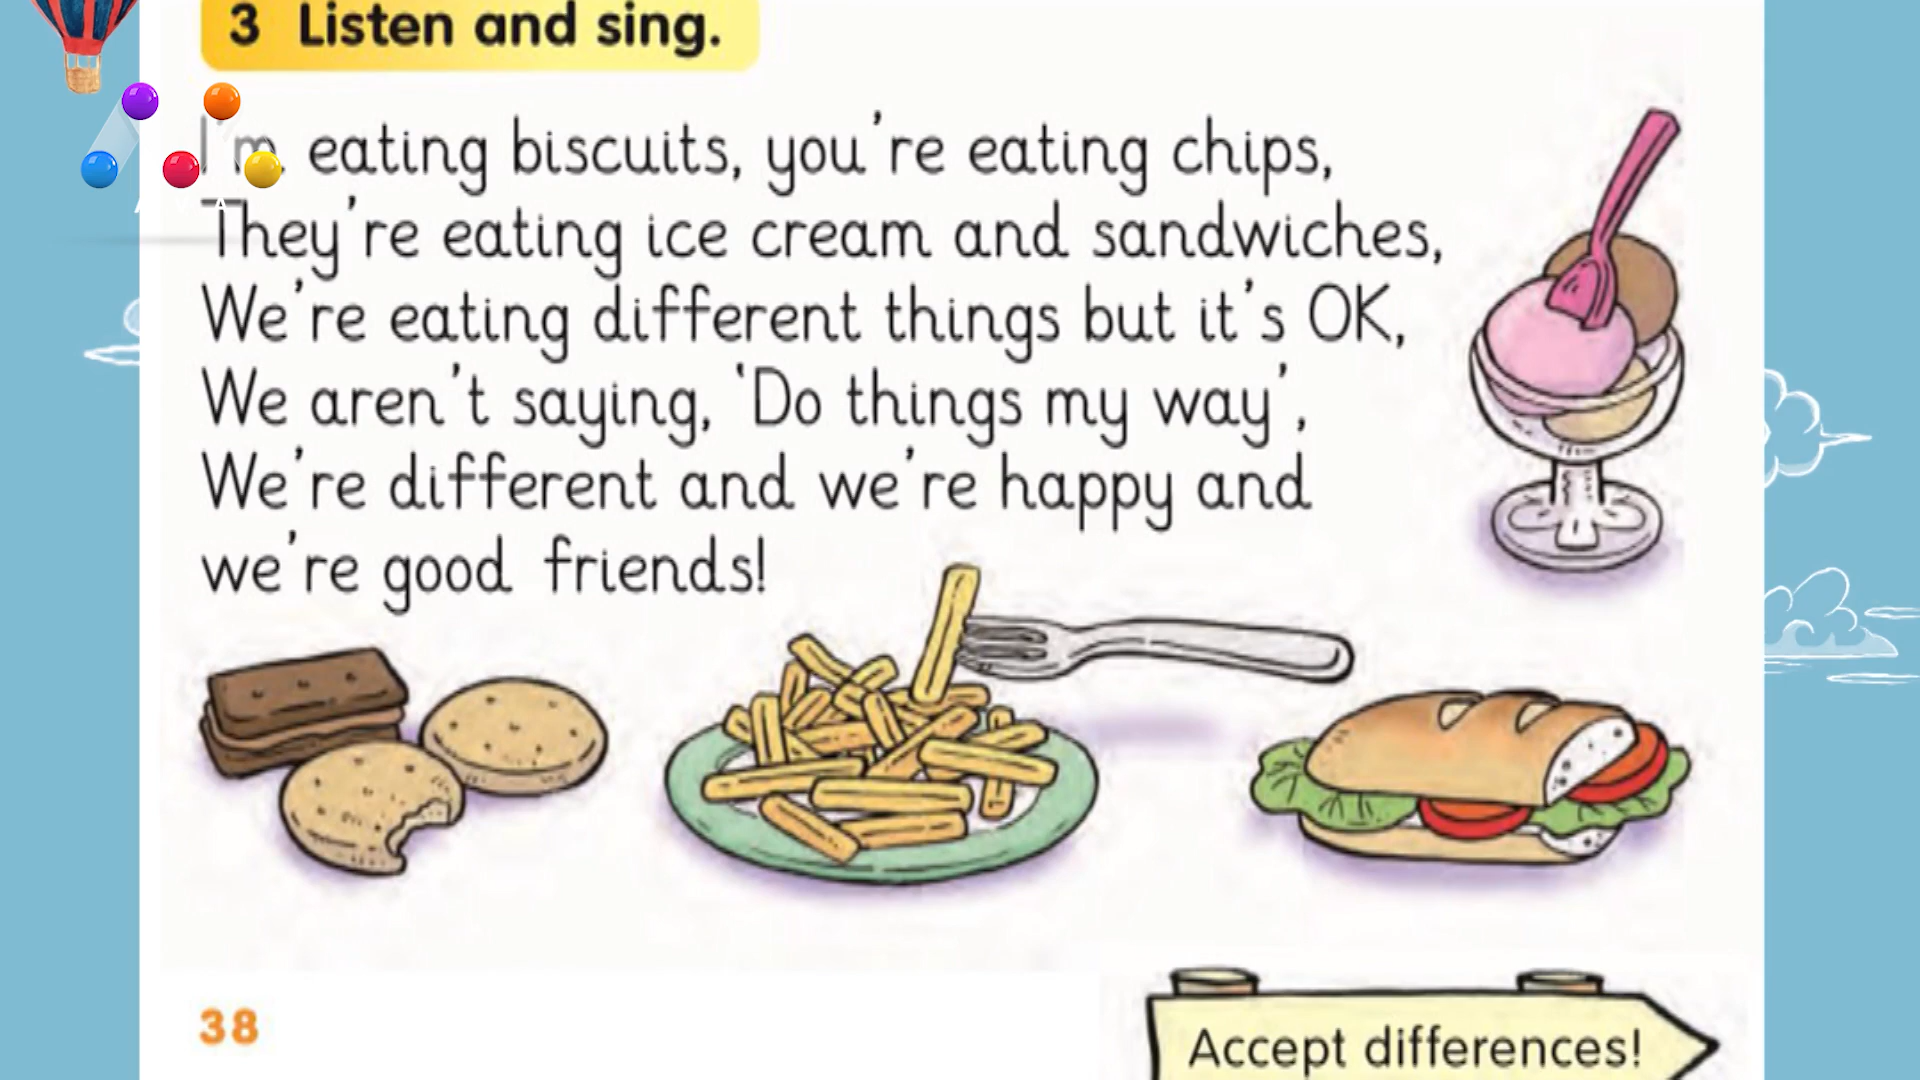 3 Listen and sing.
I'm eating biscuits, you're eating chips,
They're eating ice cream and sandwiches,
We're eating different things but it's OK,
We aren't saying, 'Do things my way',
We're different and we're happy and
we're good friends!
38
Accept differences!